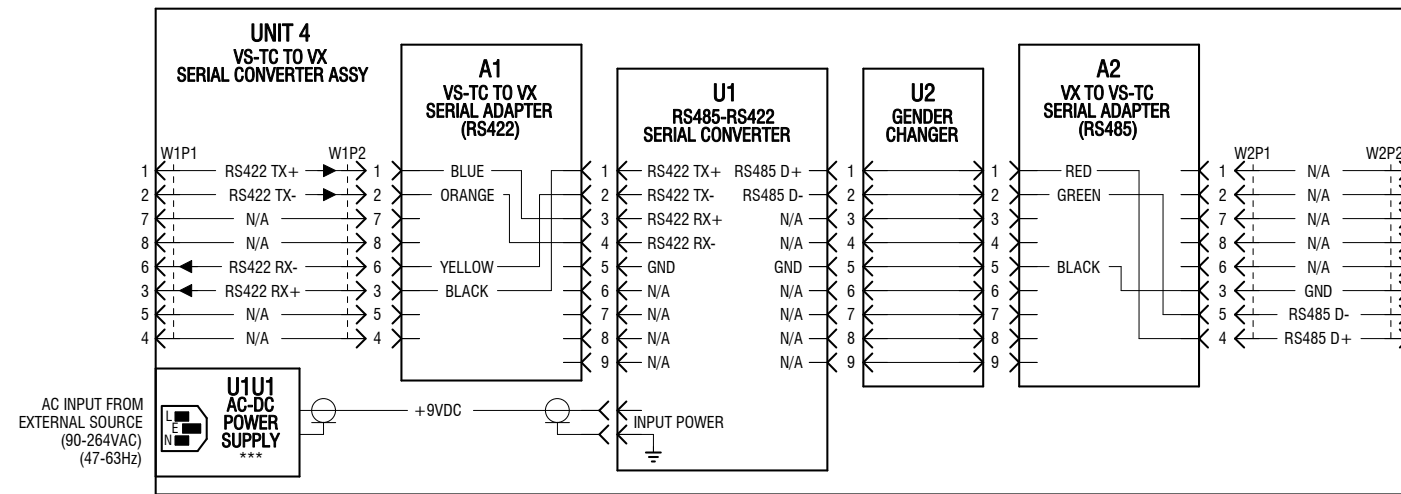 UNIT 4
VS-TC TO VX
SERIAL CONVERTER ASSY
A1
VS-TC TO VX
SERIAL ADAPTER
(RS422)
U1
RS485-RS422
SERIAL CONVERTER
U2
GENDER
CHANGER
A2
VX TO VS-TC
SERIAL ADAPTER
(RS485)
W1P1 W1P2 W2P1 W2P2
1 RS422 TX+ 1 BLUE 1 RS422 TX+ RS485 D+ 1 1 RED 1 N/A
2 RS422 TX- 2 ORANGE 2 RS422 TX- RS485 D- 2 2 GREEN 2 N/A
7 N/A 7 3 RS422 RX+ N/A 3 3 7 N/A
8 N/A 8 4 RS422 RX- N/A 4 4 8 N/A
6 RS422 RX- 6 YELLOW 5 GND GND 5 5 BLACK 6 N/A
3 RS422 RX+ 3 BLACK 6 N/A N/A 6 6 3 GND
5 N/A 5 7 N/A N/A 7 7 5 RS485 D-
4 N/A 4 8 N/A N/A 8 8 4 RS485 D+
9 N/A N/A 9 9
AC INPUT FROM
EXTERNAL SOURCE
(90-264VAC)
(47-63Hz)
L
E
N
U1U1
AC-DC
POWER
SUPPLY
***
+9VDC
INPUT POWER